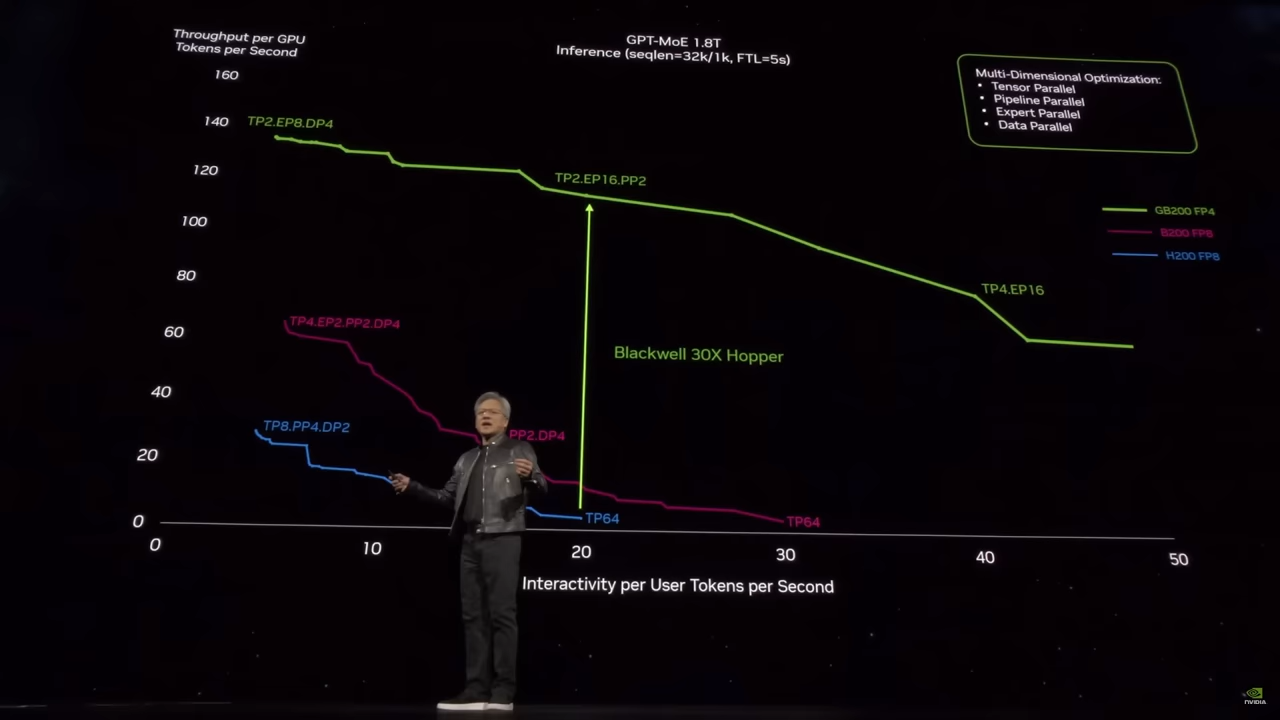 Throughput per GPU
Tokens per Second
GPT-MoE 1.8T
Inference (seqlen=32k/1k, FTL=5s)
Multi-Dimensional Optimization:
• Tensor Parallel
• Pipeline Parallel
• Expert Parallel
• Data Parallel
160
140
120
100
80
60
40
20
0
TP2.EP8.DP4
TP2.EP16.PP2
GB200 FP4
B200 FP8
H200 FP8
TP4.EP16
TP4.EP2.PP2.DP4
Blackwell 30X Hopper
TP8.PP4.DP2
PP2.DP4
TP64
TP64
0 10 20 30 40 50
Interactivity per User Tokens per Second
NVIDIA